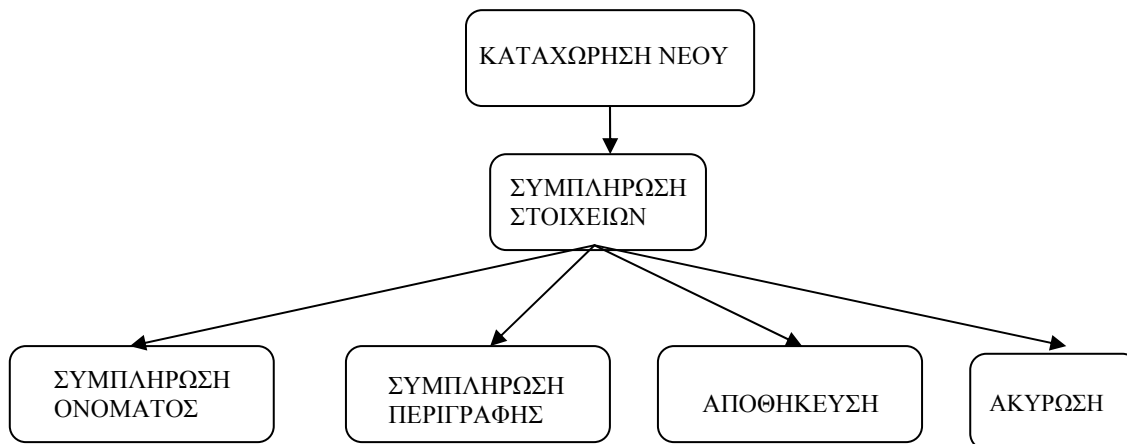 ΚΑΤΑΧΩΡΗΣΗ ΝΕΟΥ
ΣΥΜΠΛΗΡΩΣΗ
ΣΤΟΙΧΕΙΩΝ
ΣΥΜΠΛΗΡΩΣΗ
ΟΝΟΜΑΤΟΣ
ΣΥΜΠΛΗΡΩΣΗ
ΠΕΡΙΓΡΑΦΗΣ
ΑΠΟΘΗΚΕΥΣΗ
ΑΚΥΡΩΣΗ